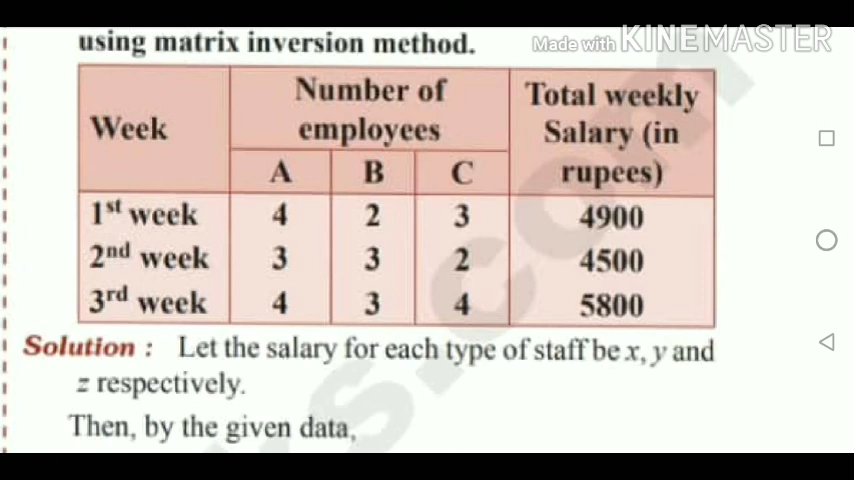 using matrix inversion method.
Made with KINEMASTER
Week
Number of employees
Total weekly Salary (in rupees)
A B C
1st week 4 2 3 4900
2nd week 3 3 2 4500
3rd week 4 3 4 5800
Solution : Let the salary for each type of staff be x, y and
z respectively.
Then, by the given data,